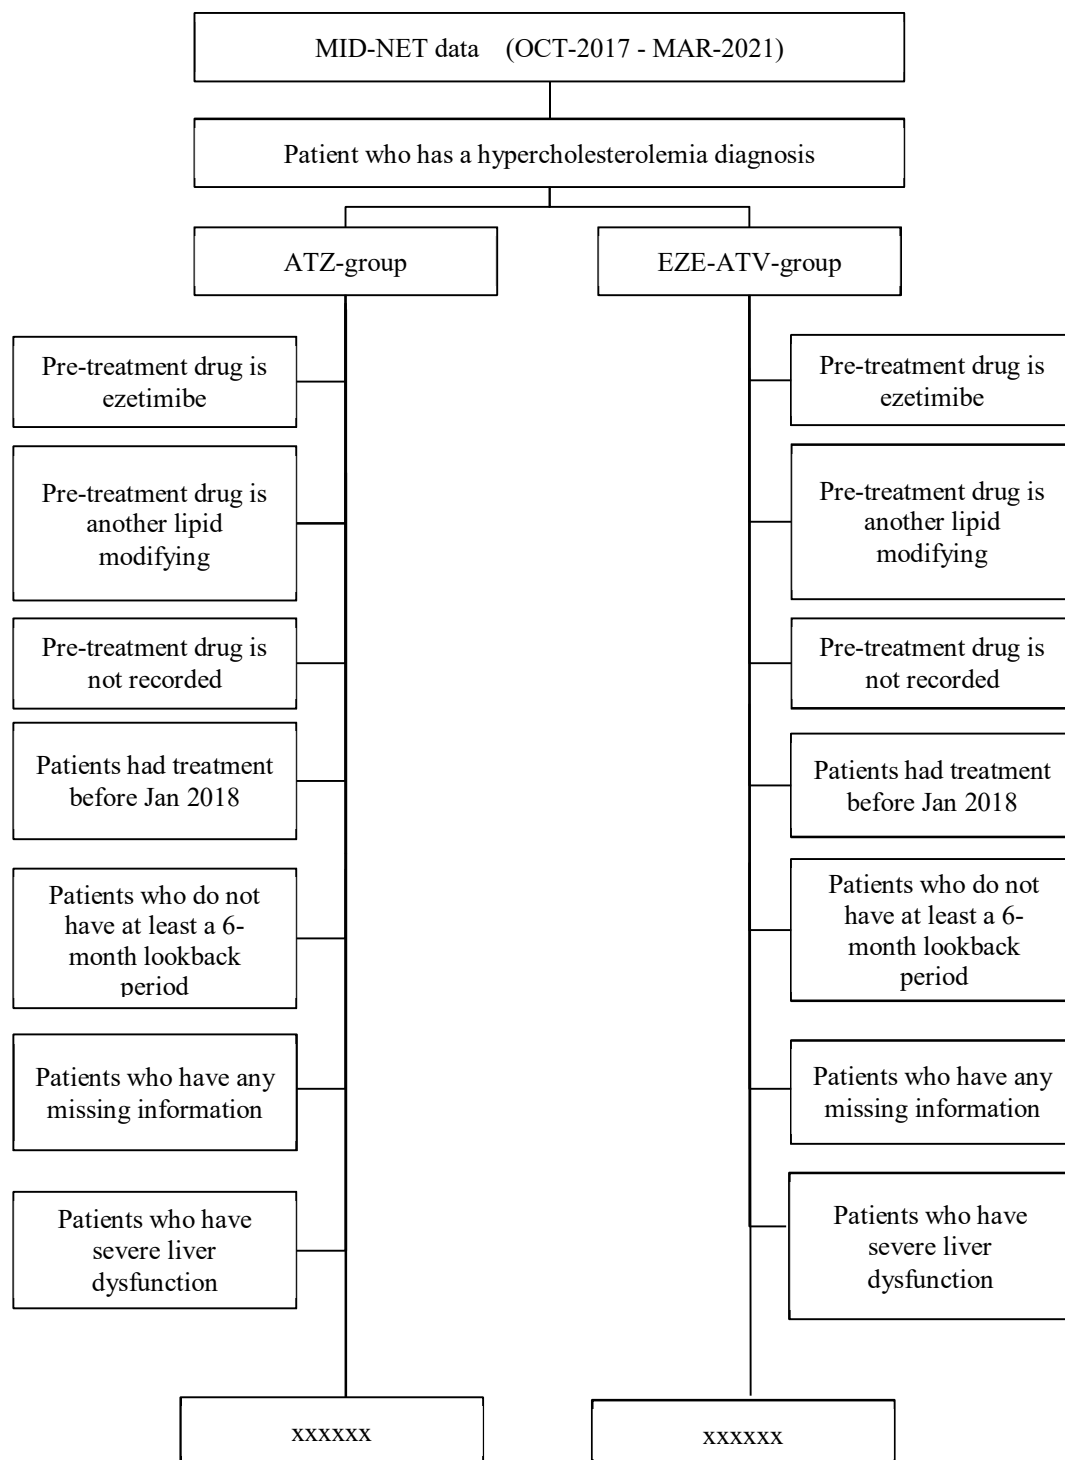 MID-NET data (OCT-2017 - MAR-2021)
Patient who has a hypercholesterolemia diagnosis
ATZ-group
EZE-ATV-group
Pre-treatment drug is
ezetimibe
Pre-treatment drug is
ezetimibe
Pre-treatment drug is
another lipid
modifying
Pre-treatment drug is
another lipid
modifying
Pre-treatment drug is
not recorded
Pre-treatment drug is
not recorded
Patients had treatment
before Jan 2018
Patients had treatment
before Jan 2018
Patients who do not
have at least a 6-
month lookback
period
Patients who do not
have at least a 6-
month lookback
period
Patients who have any
missing information
Patients who have any
missing information
Patients who have
severe liver
dysfunction
Patients who have
severe liver
dysfunction
xxxxxx
xxxxxx